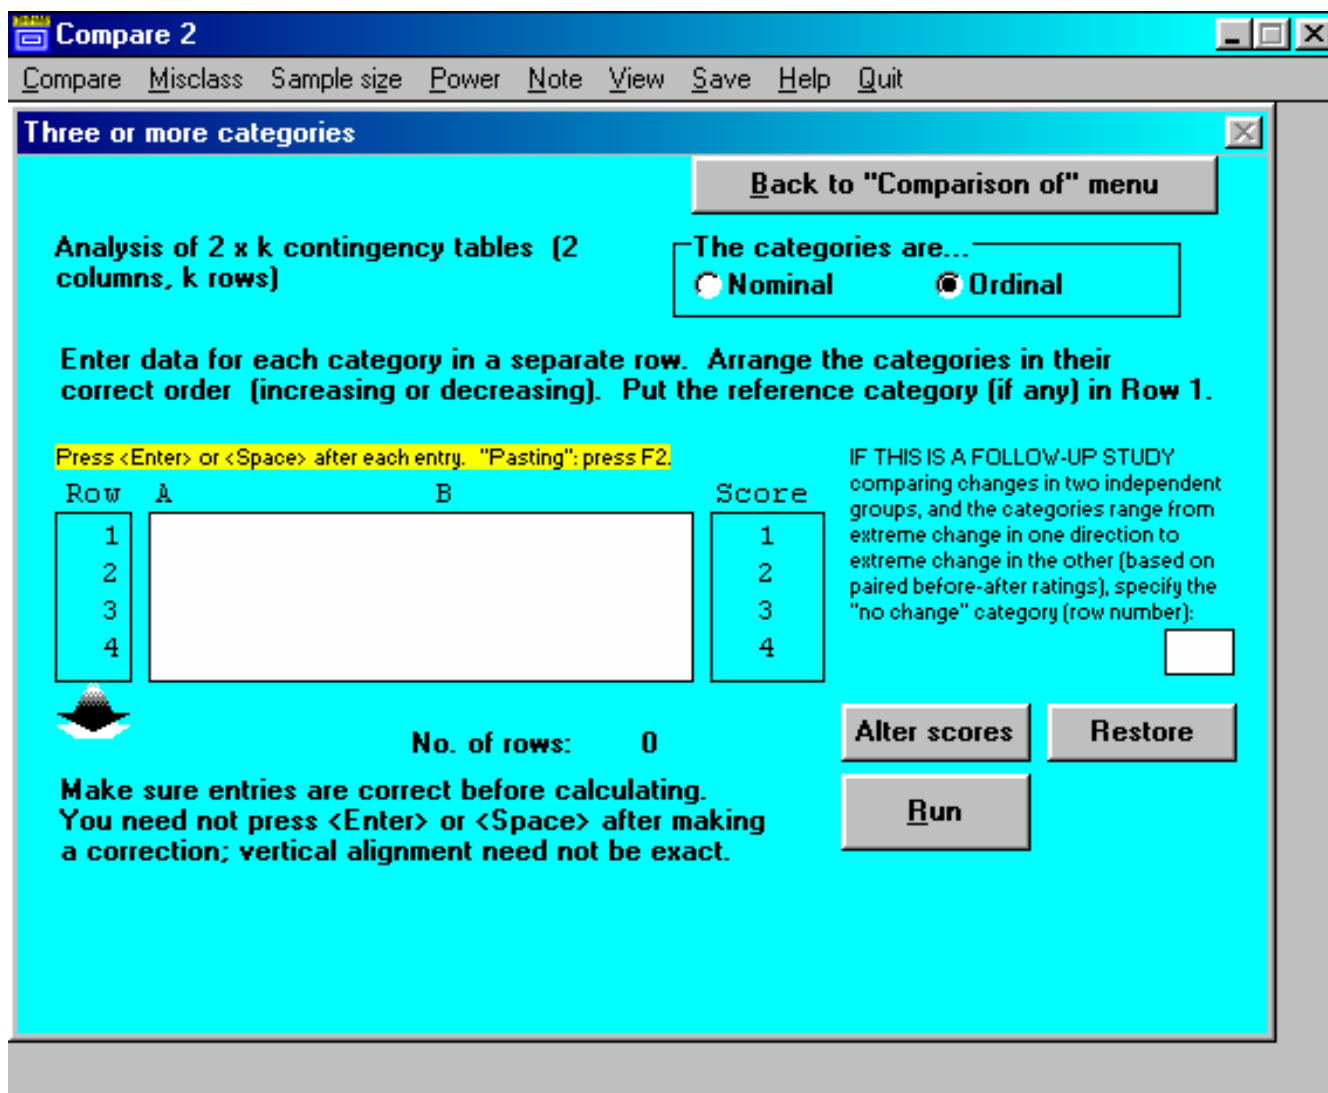 Compare 2
Compare Misclass Sample size Power Note View Save Help Quit
Three or more categories
Back to "Comparison of" menu
Analysis of 2 x k contingency tables (2
columns, k rows)
The categories are...
Nominal Ordinal
Enter data for each category in a separate row. Arrange the categories in their
correct order (increasing or decreasing). Put the reference category (if any) in Row 1.
Press <Enter> or <Space> after each entry. "Pasting": press F2.
Row A B Score
1 1
2 2
3 3
4 4
IF THIS IS A FOLLOW-UP STUDY
comparing changes in two independent
groups, and the categories range from
extreme change in one direction to
extreme change in the other (based on
paired before-after ratings), specify the
"no change" category (row number):
No. of rows: 0
Alter scores Restore
Make sure entries are correct before calculating.
You need not press <Enter> or <Space> after making
a correction; vertical alignment need not be exact.
Run